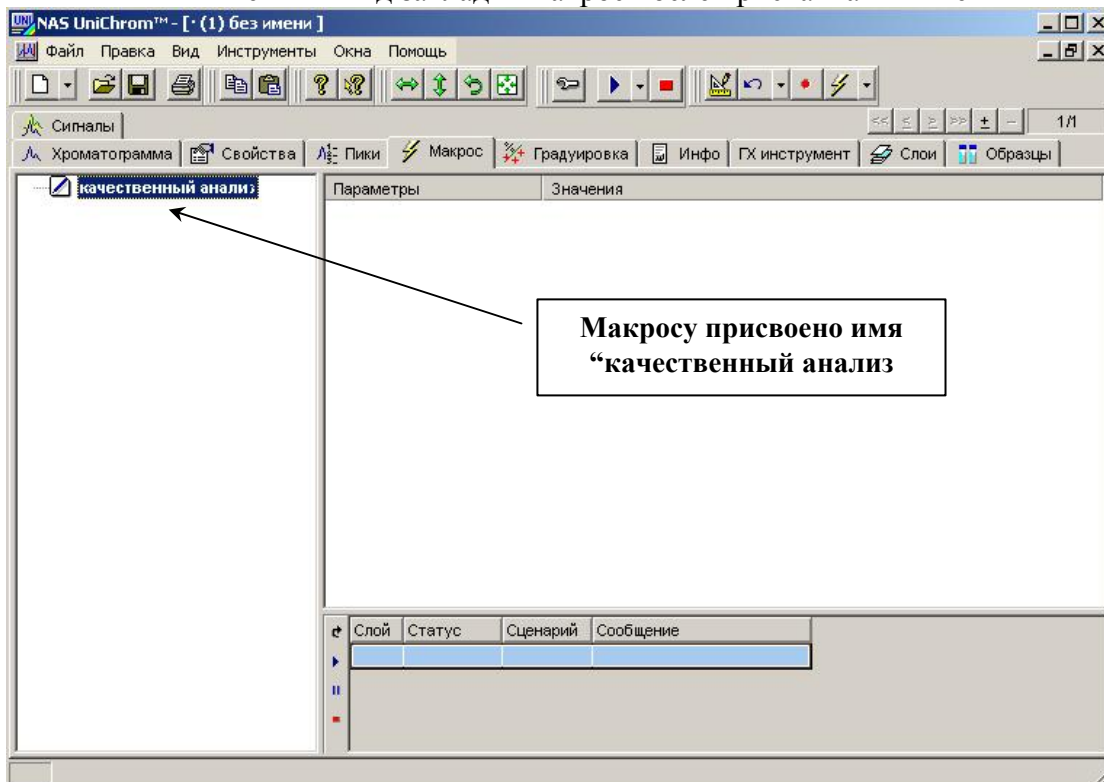 NAS UniChrom™ - [· (1) без имени ]
Файл Правка Вид Инструменты Окна Помощь
Сигналы
<< ≤ ≥ >> + - 1/1
Хроматограмма Свойства Пики Макрос Градуировка Инфо ГХ инструмент Слои Образцы
качественный анализ
Параметры Значения
Макросу присвоено имя
“качественный анализ
Слой Статус Сценарий Сообщение